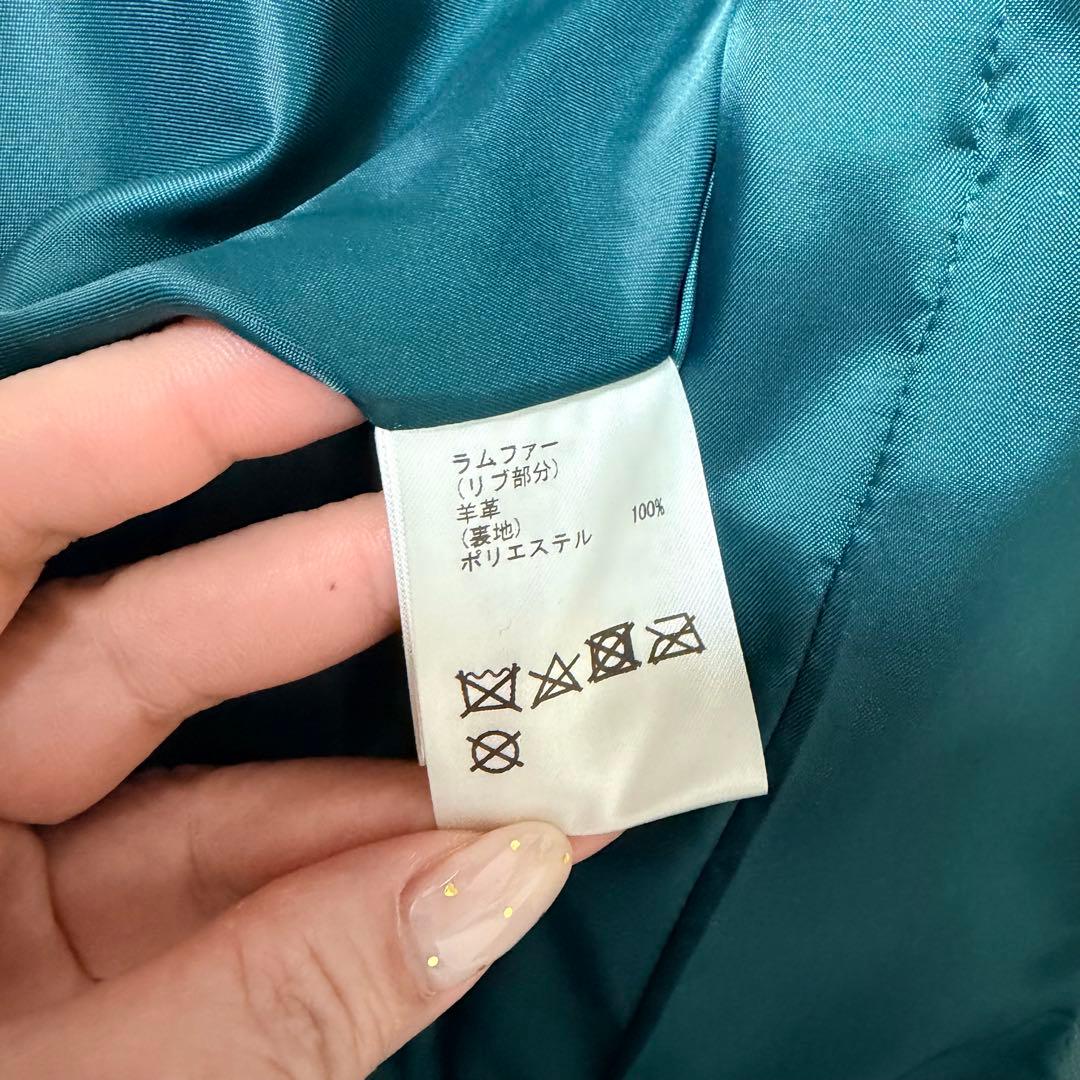 ラムファー
(リブ部分)
羊革
(裏地)
ポリエステル 100%